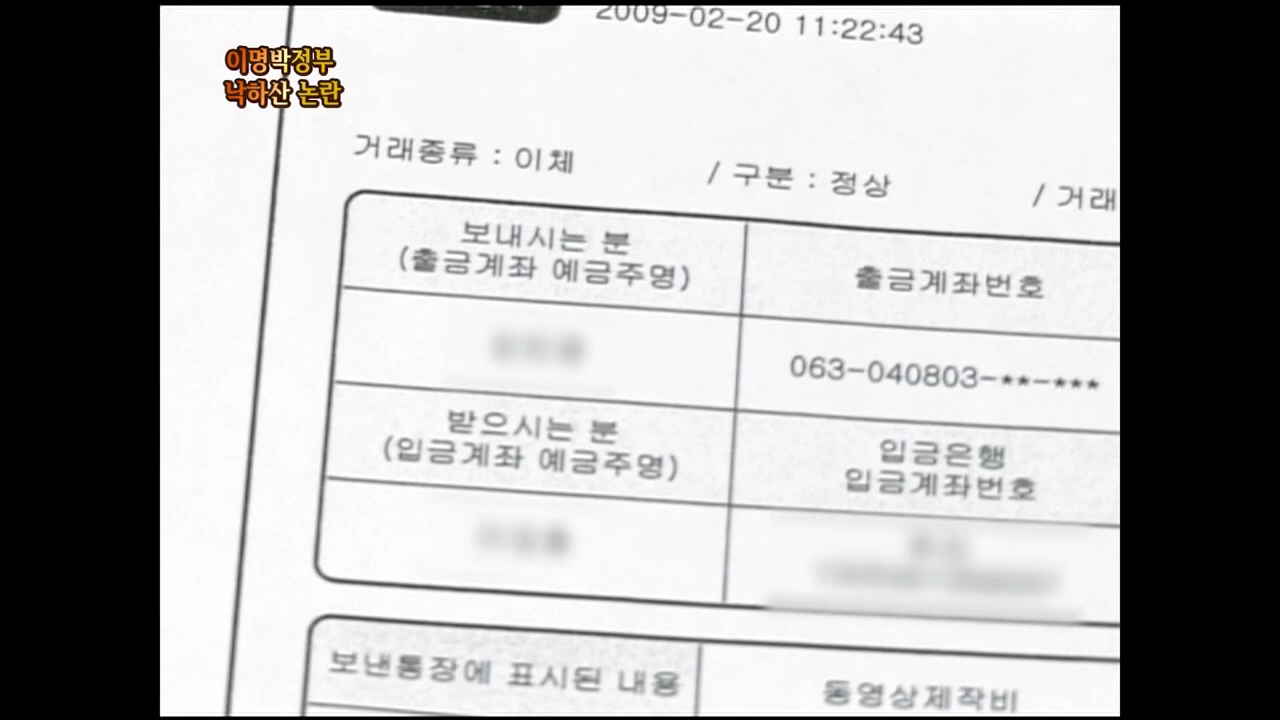 2009-02-20 11:22:43
이명박정부
낙하산 논란
거래종류 : 이체 / 구분 : 정상 / 거래
보내시는 분
(출금계좌 예금주명)
출금계좌번호
063-040803-**-***
받으시는 분
(입금계좌 예금주명)
입금은행
입금계좌번호
보낸통장에 표시된 내용
동영상제작비